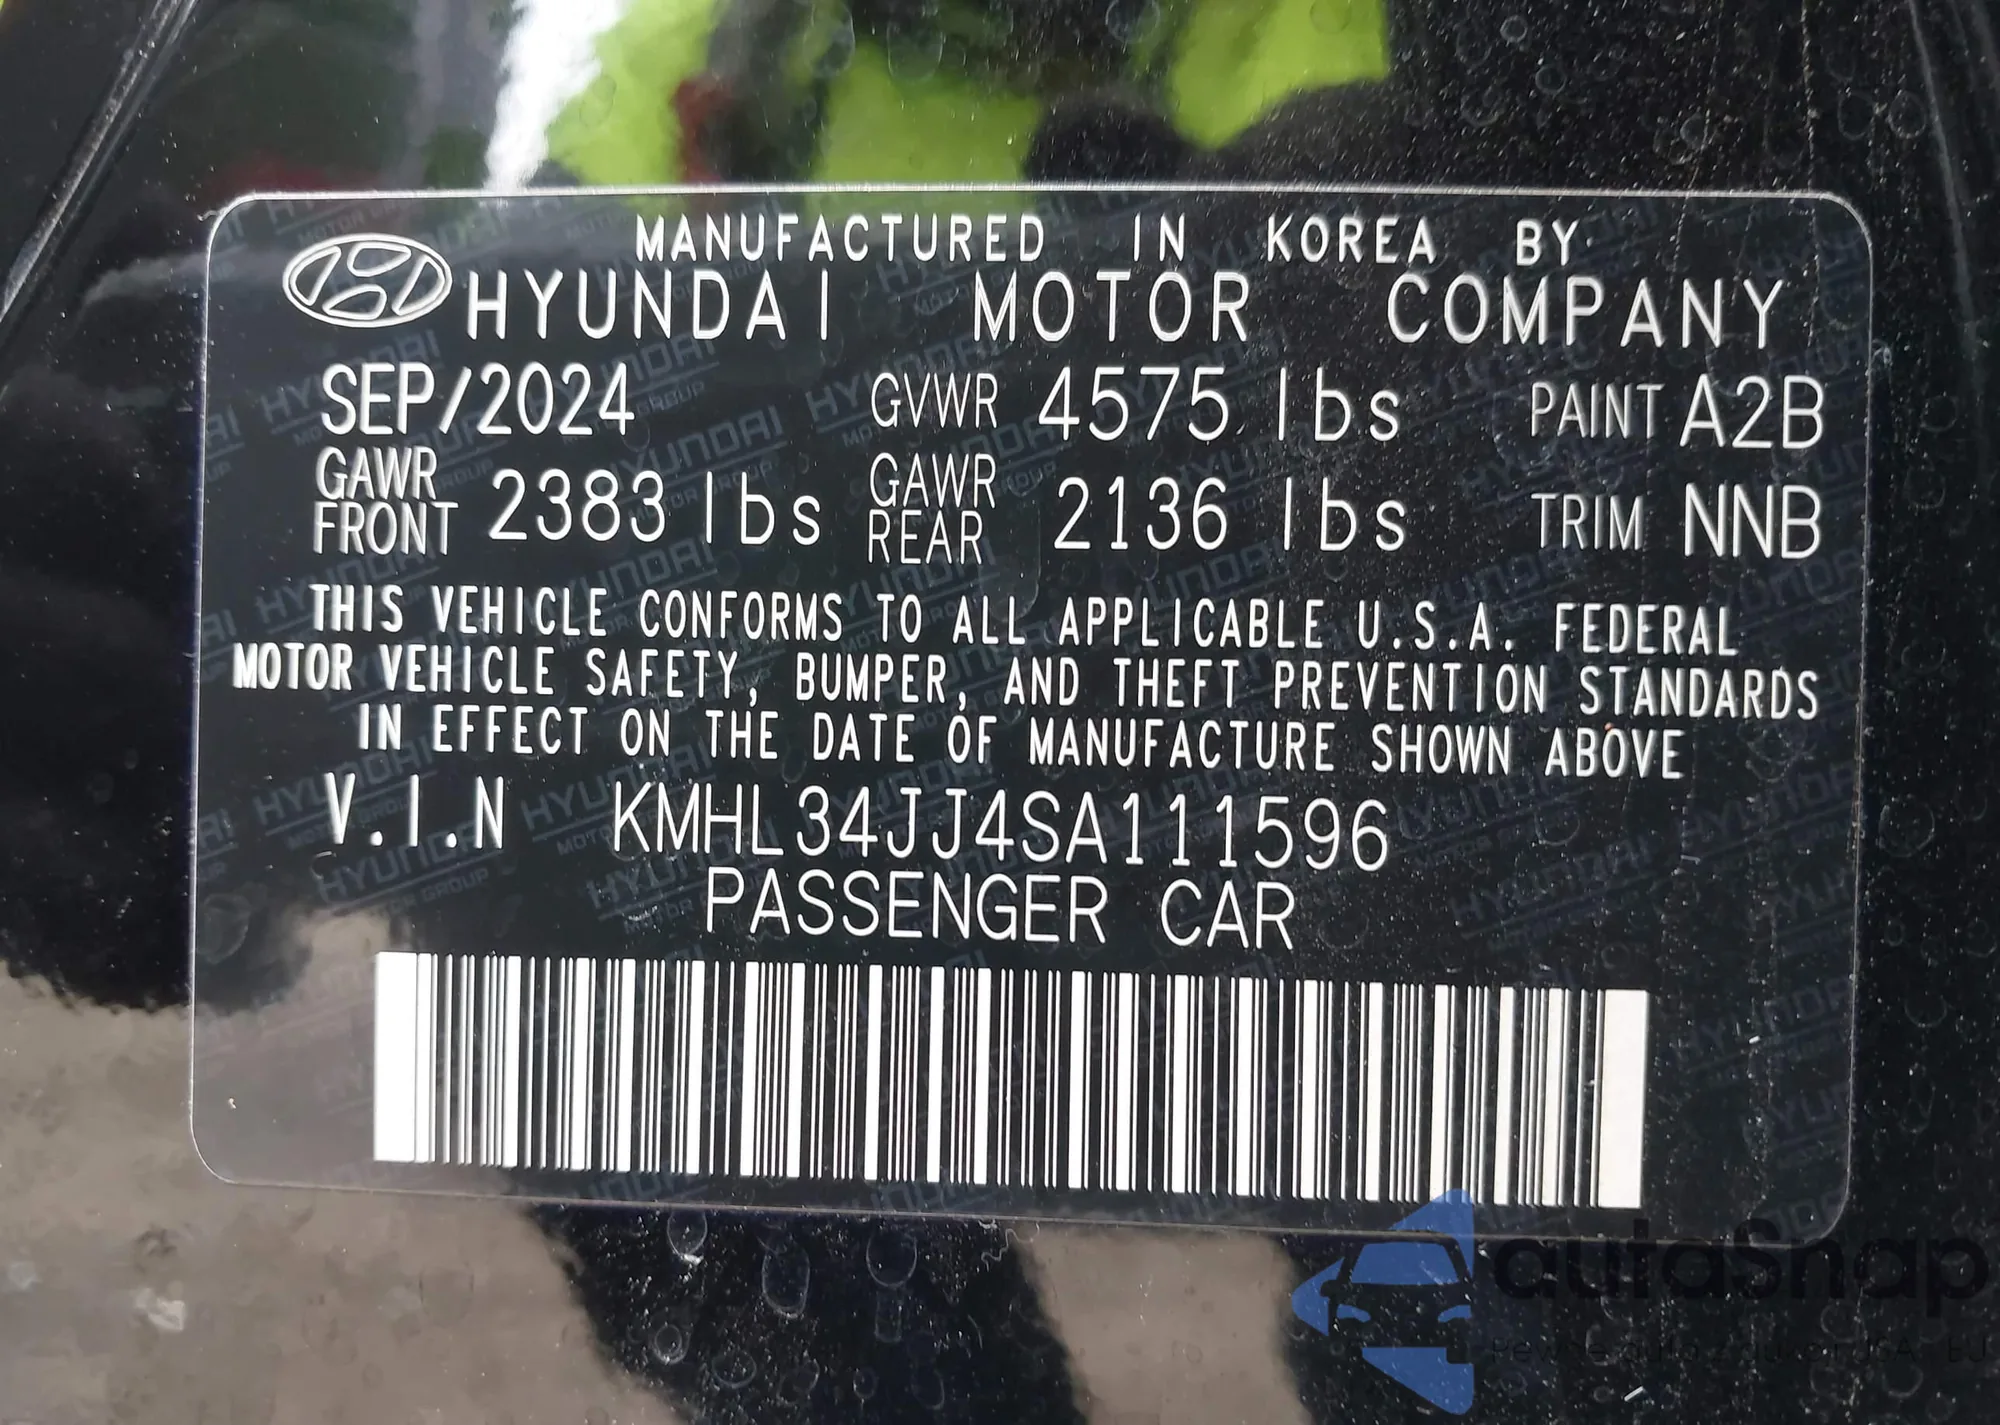 MANUFACTURED IN KOREA BY
HYUNDAI MOTOR COMPANY
SEP/2024 GVWR 4575 lbs PAINT A2B
GAWR FRONT 2383 lbs GAWR REAR 2136 lbs TRIM NNB
THIS VEHICLE CONFORMS TO ALL APPLICABLE U.S.A. FEDERAL
MOTOR VEHICLE SAFETY, BUMPER, AND THEFT PREVENTION STANDARDS
IN EFFECT ON THE DATE OF MANUFACTURE SHOWN ABOVE
V.I.N KMHL34JJ4SA111596
PASSENGER CAR
autoSnap